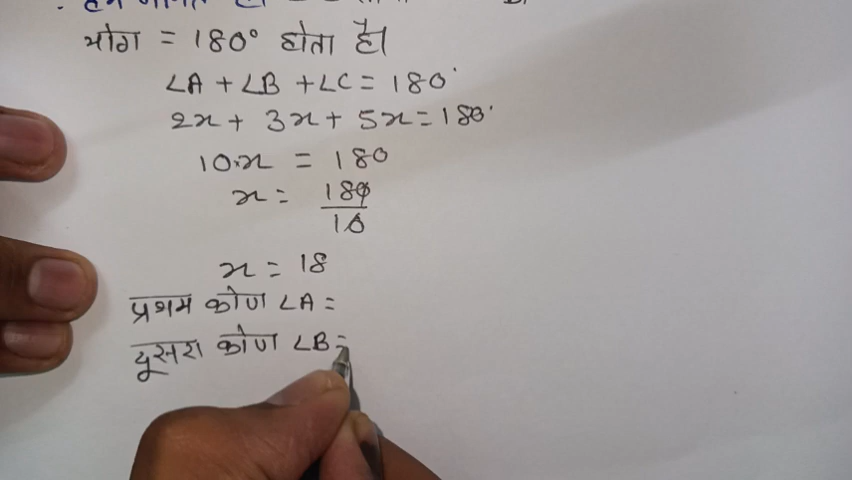 योग = 180° होता है।
∠A + ∠B + ∠C = 180°
2x + 3x + 5x = 180°
10x = 180
x = 180
10
x = 18
प्रथम कोण ∠A =
दूसरा कोण ∠B =